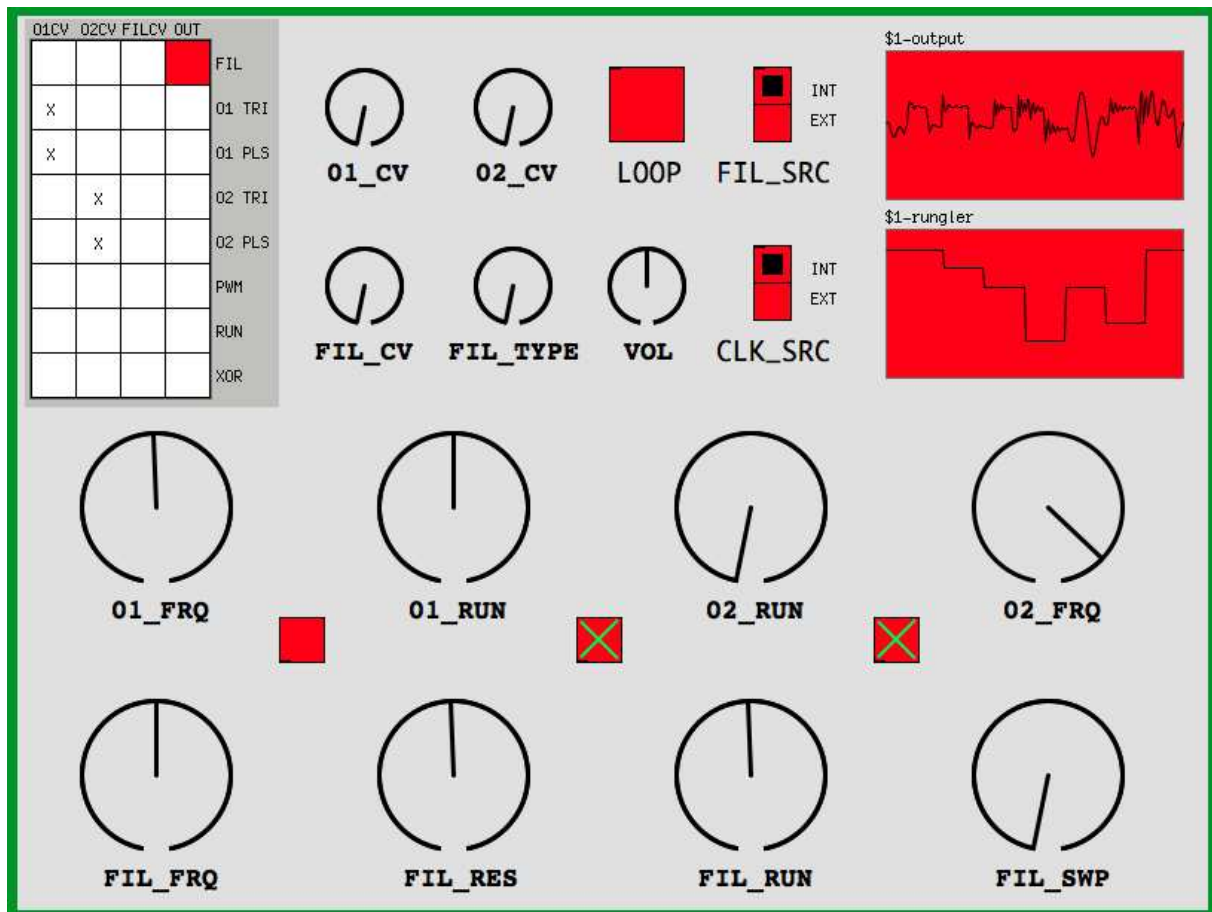 O1CV O2CV FILCV OUT
FIL
X O1 TRI
X O1 PLS
X O2 TRI
X O2 PLS
PWM
RUN
XOR
O1_CV O2_CV LOOP FIL_SRC
INT
EXT
FIL_CV FIL_TYPE VOL CLK_SRC
INT
EXT
$1-output
$1-rungler
O1_FRQ O1_RUN O2_RUN O2_FRQ
FIL_FRQ FIL_RES FIL_RUN FIL_SWP